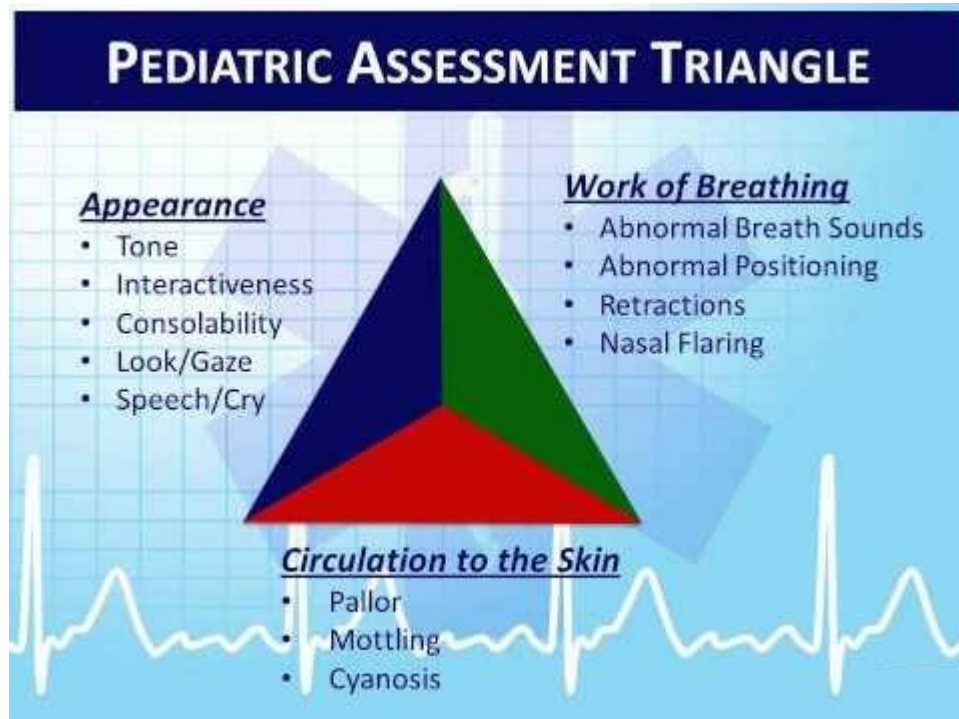 PEDIATRIC ASSESSMENT TRIANGLE
Appearance
• Tone
• Interactiveness
• Consolability
• Look/Gaze
• Speech/Cry
Work of Breathing
• Abnormal Breath Sounds
• Abnormal Positioning
• Retractions
• Nasal Flaring
Circulation to the Skin
• Pallor
• Mottling
• Cyanosis